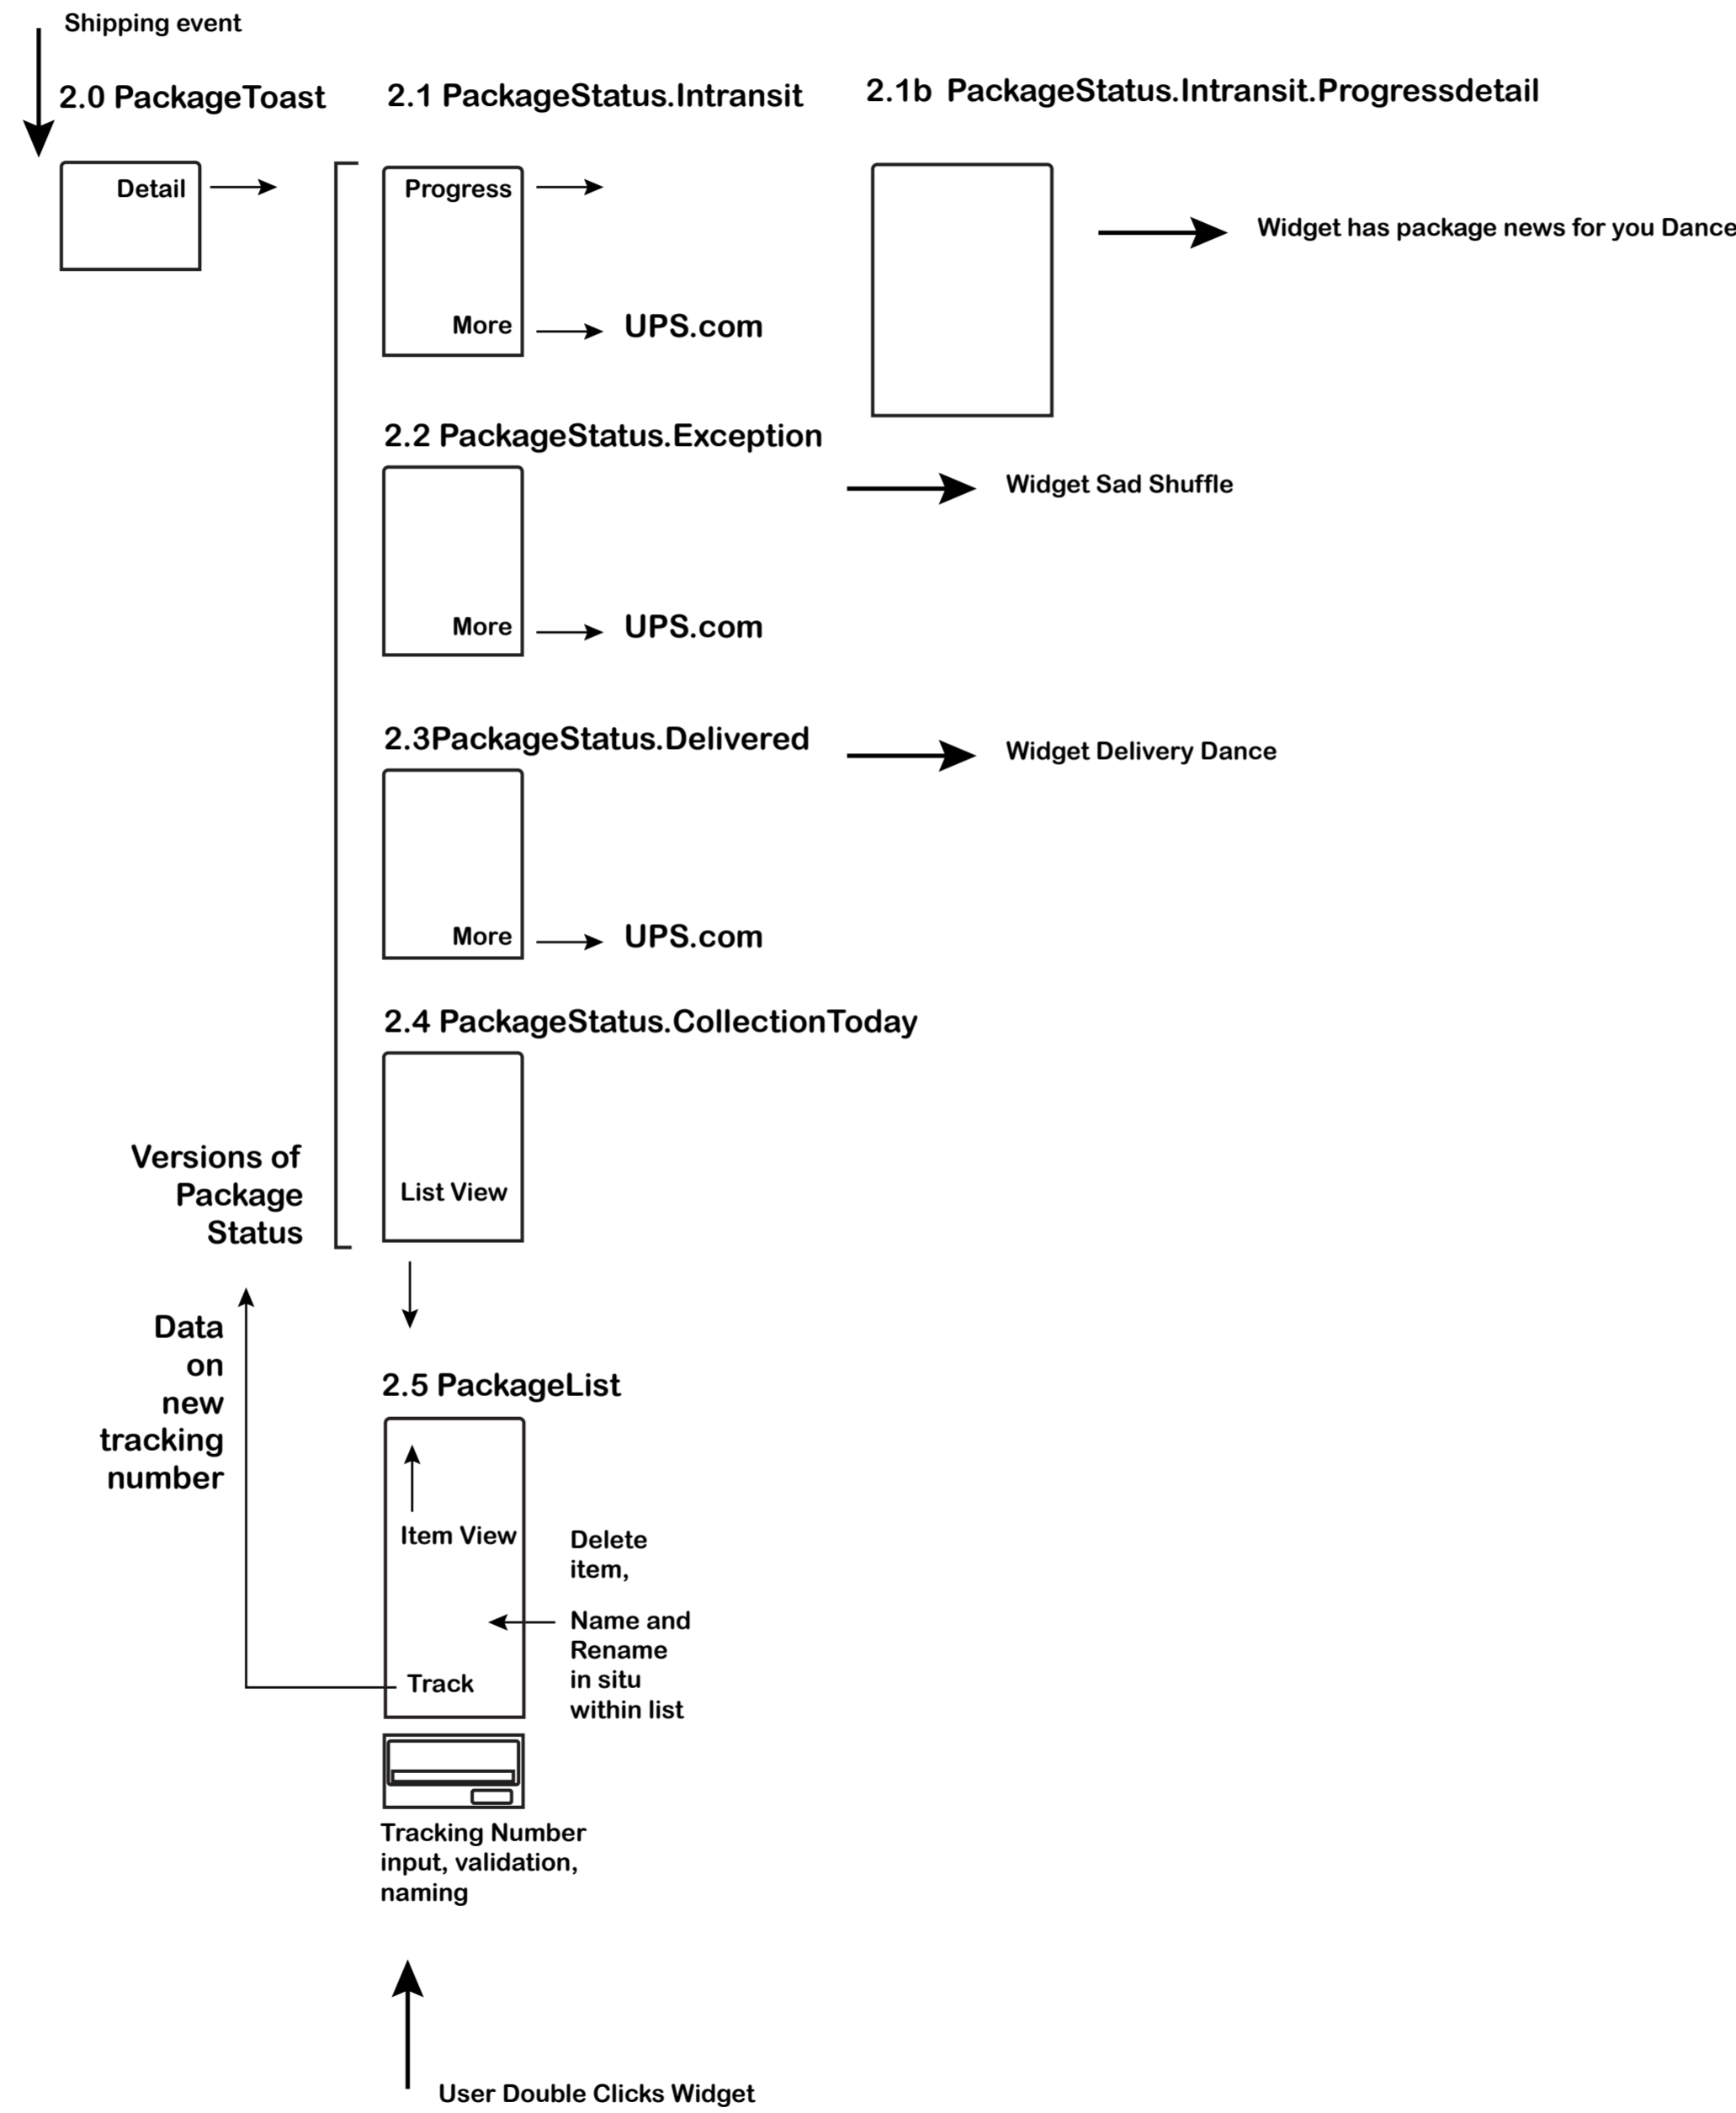 Shipping event
2.0 PackageToast
2.1 PackageStatus.Intransit
2.1b PackageStatus.Intransit.Progressdetail
Detail
Progress
Widget has package news for you Dance
More
UPS.com
2.2 PackageStatus.Exception
Widget Sad Shuffle
More
UPS.com
2.3PackageStatus.Delivered
Widget Delivery Dance
More
UPS.com
2.4 PackageStatus.CollectionToday
List View
Versions of
Package
Status
Data
on
new
tracking
number
2.5 PackageList
Item View
Delete
item,
Name and
Rename
in situ
within list
Track
Tracking Number
input, validation,
naming
User Double Clicks Widget